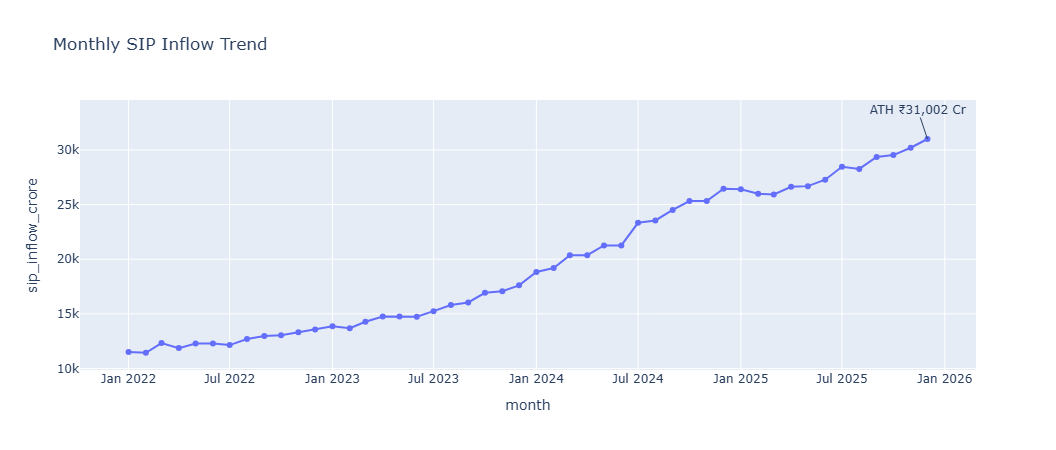 Monthly SIP Inflow Trend
ATH ₹31,002 Cr
30k
25k
20k
15k
10k
sip_inflow_crore
Jan 2022 Jul 2022 Jan 2023 Jul 2023 Jan 2024 Jul 2024 Jan 2025 Jul 2025 Jan 2026
month